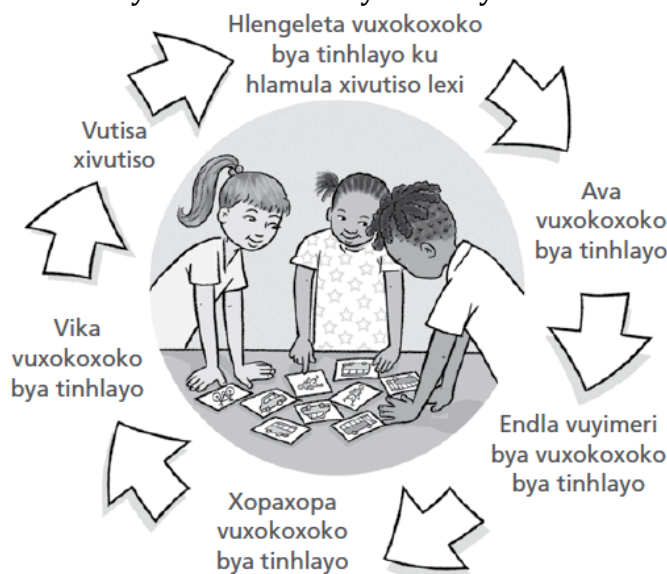 Hlengeleta vuxokoxoko
bya tinhlayo ku
hlamula xivutiso lexi
Ava
vuxokoxoko
bya tinhlayo
Endla vuyimeri
bya vuxokoxoko
bya tinhlayo
Xopaxopa
vuxokoxoko
bya tinhlayo
Vika
vuxokoxoko
bya tinhlayo
Vutisa
xivutiso